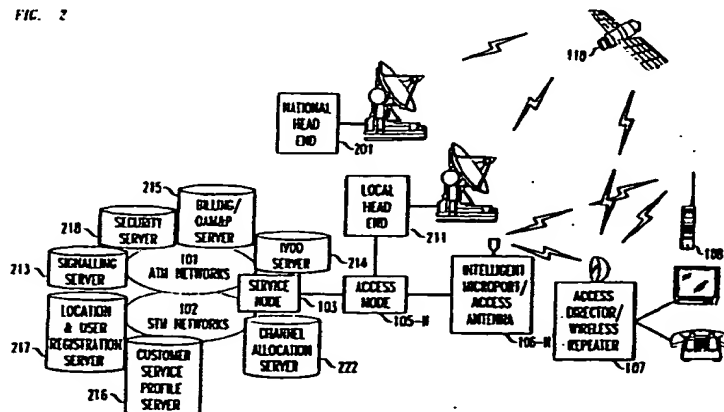 FIG. 2
110
NATIONAL
HEAD
END
201
215
BILLING/
OAM&P
SERVER
218
SECURITY
SERVER
LOCAL
HEAD
END
211
213
SIGNALLING
SERVER
101
ATM NETWORKS
IVOD
SERVER
214
108
SERVICE
NODE
103
ACCESS
NODE
105-N
INTELLIGENT
MICROPORT/
ACCESS
ANTENNA
106-N
ACCESS
DIRECTOR/
WIRELESS
REPEATER
107
LOCATION
& USER
REGISTRATION
SERVER
217
102
STM NETWORKS
CHANNEL
ALLOCATION
SERVER
222
CUSTOMER
SERVICE
PROFILE
SERVER
216